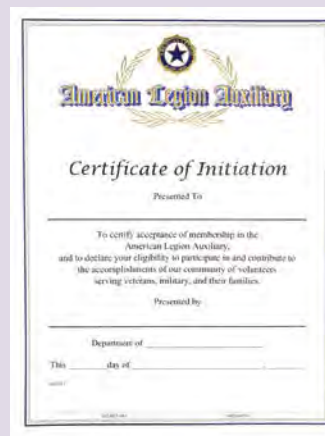 American Legion Auxiliary
Certificate of Initiation
Presented To
To certify acceptance of membership in the
American Legion Auxiliary,
and to declare your eligibility to participate in and contribute to
the accomplishments of our community of volunteers
serving veterans, military, and their families.
Presented by
Department of
This day of